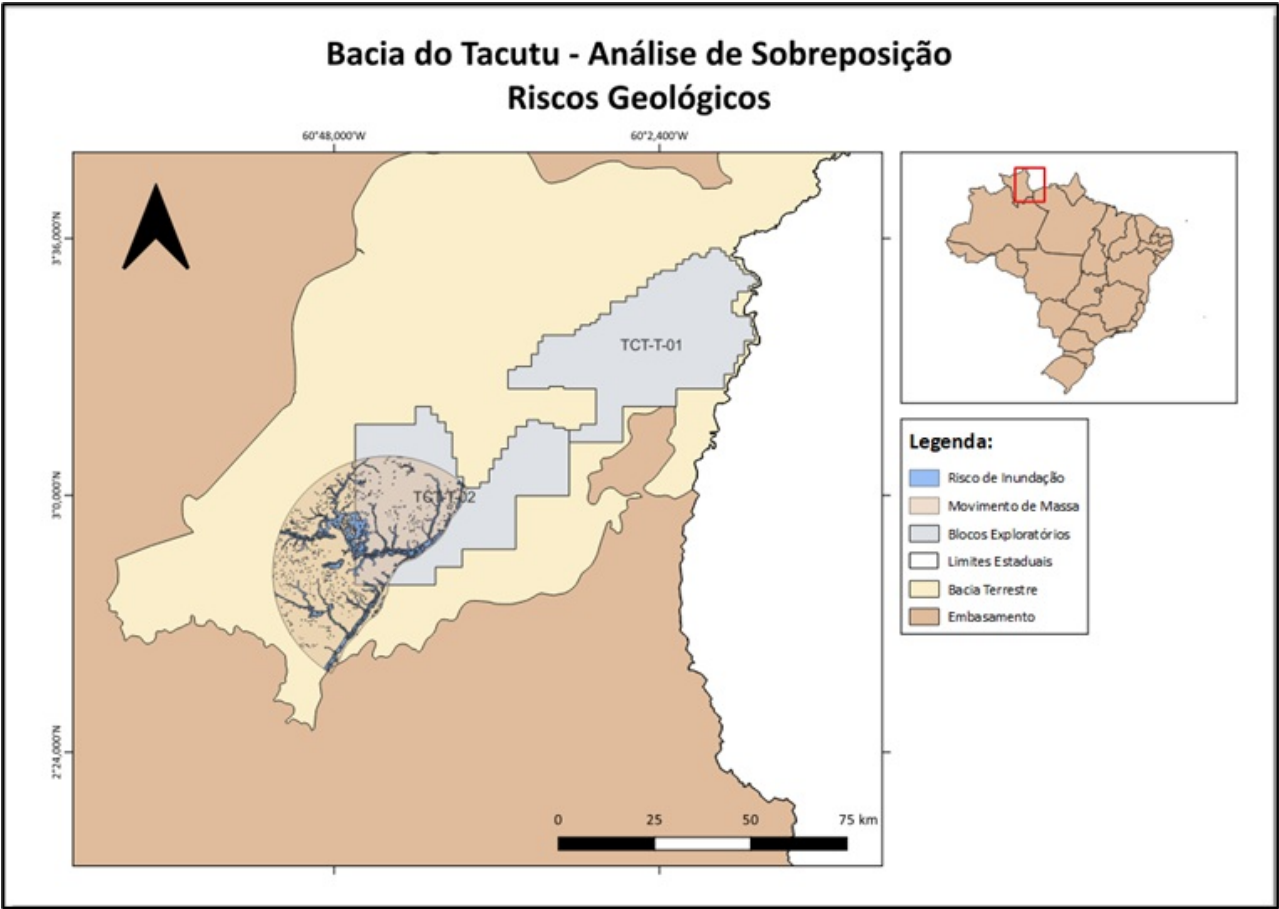 Bacia do Tacutu - Análise de Sobreposição
Riscos Geológicos
60°48,000'W
60°2,400'W
3°36,000'N
3°0,000'N
2°24,000'N
TCT-T-01
TCT-T-02
0 25 50 75 km
Legenda:
Risco de Inundação
Movimento de Massa
Blocos Exploratórios
Limites Estaduais
Bacia Terrestre
Embasamento